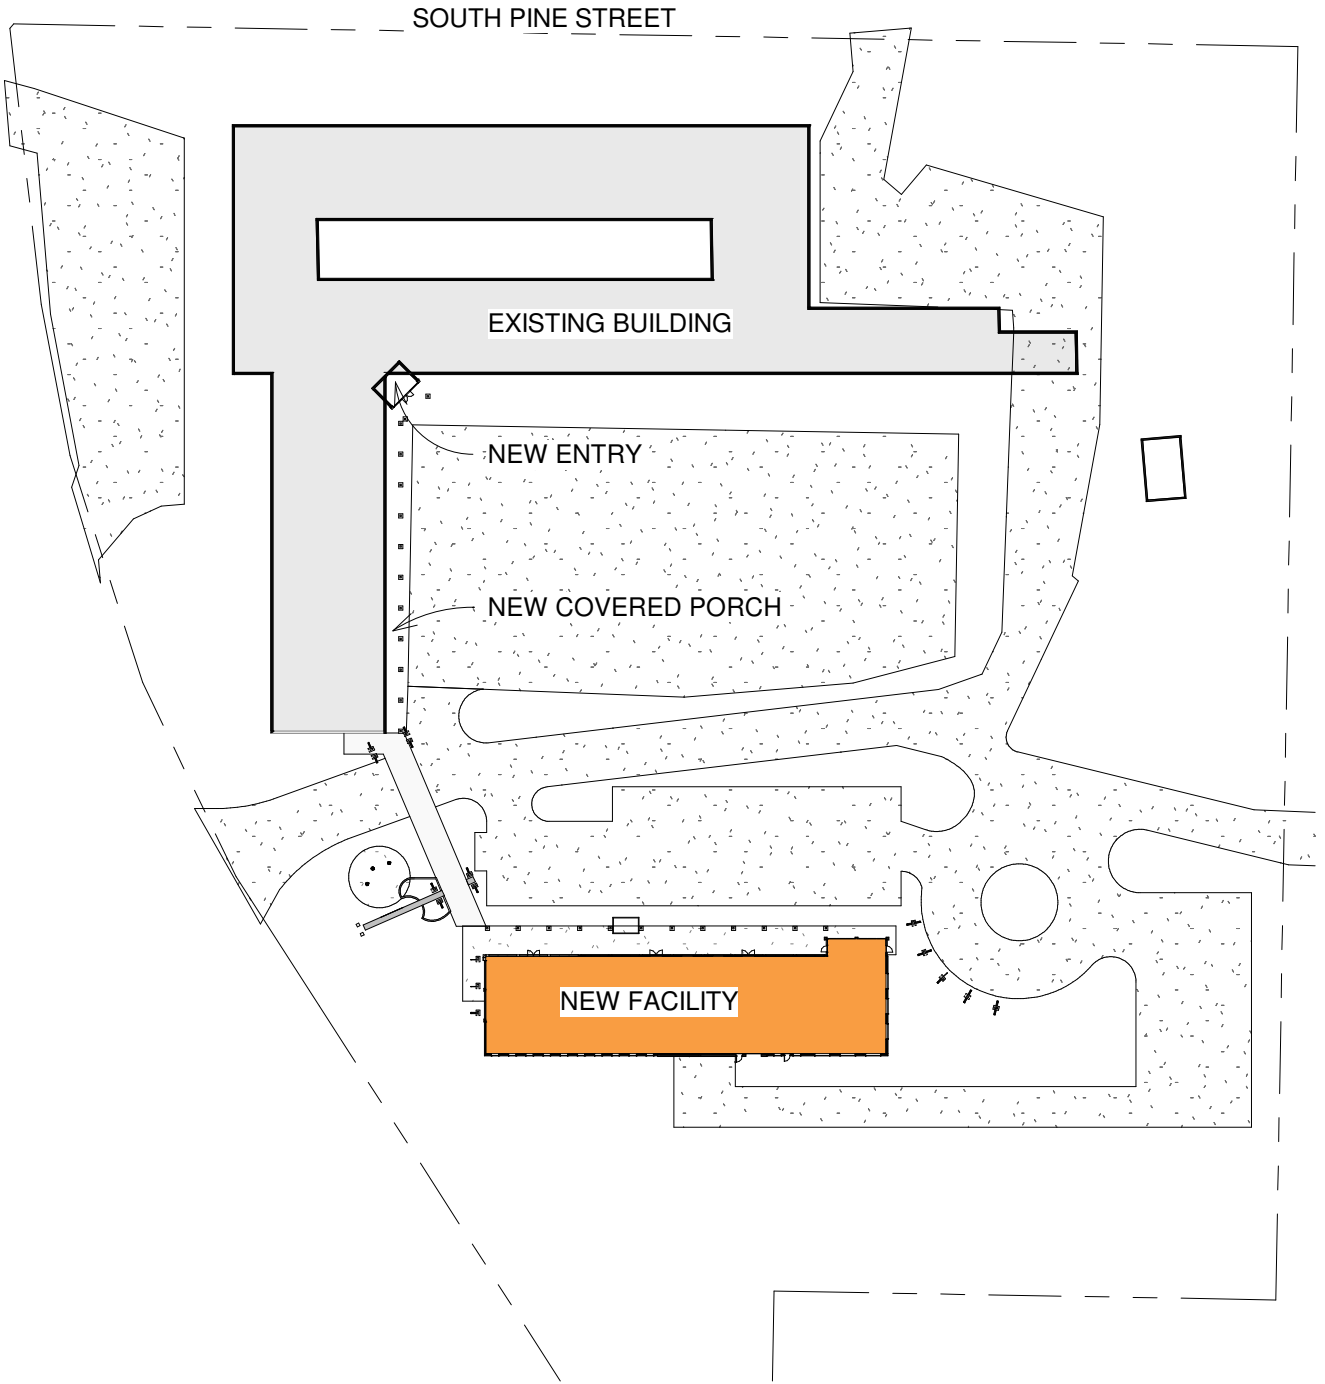 SOUTH PINE STREET
EXISTING BUILDING
NEW ENTRY
NEW COVERED PORCH
NEW FACILITY